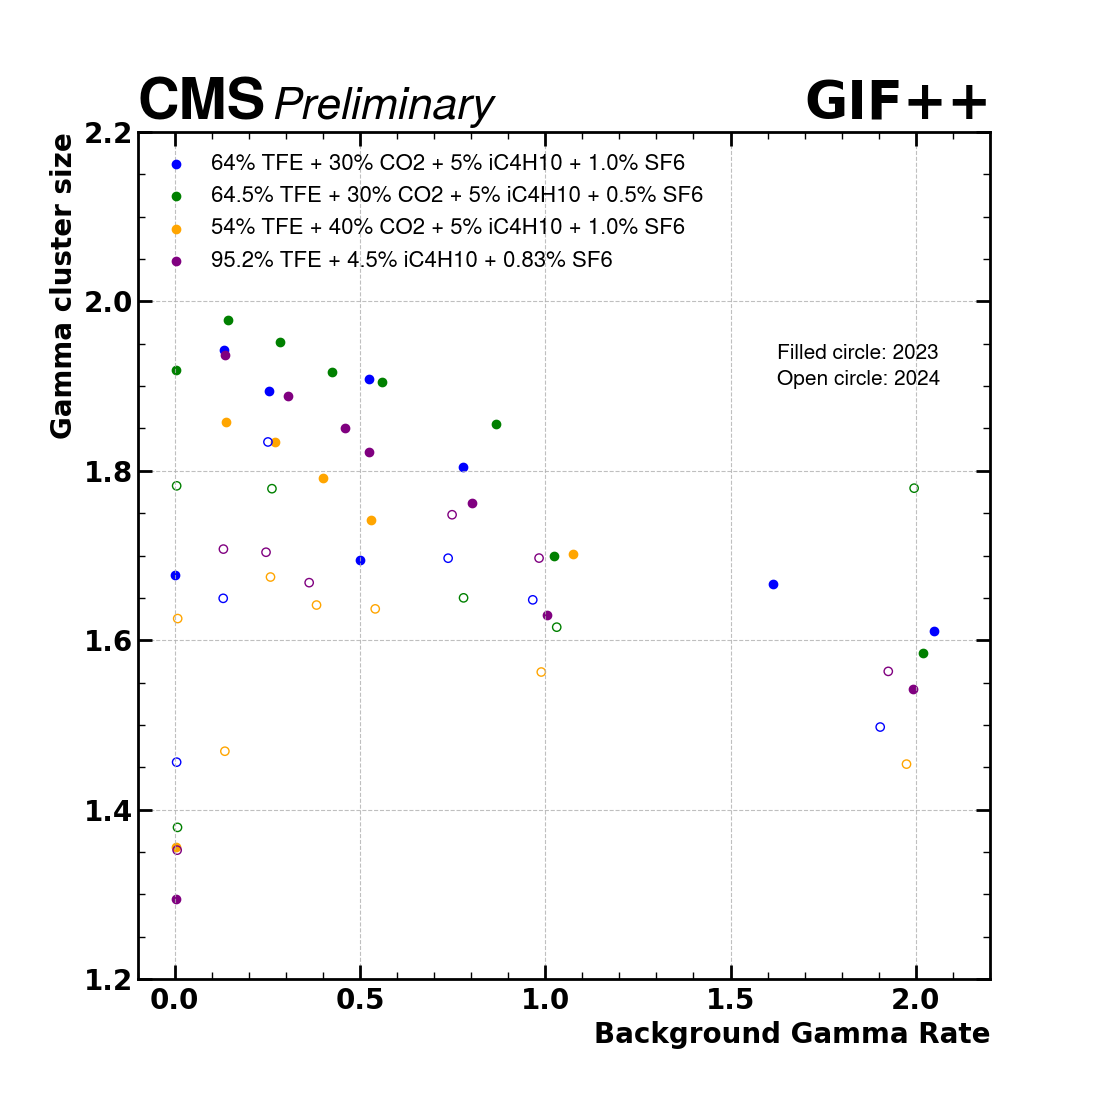 CMS Preliminary GIF++
Gamma cluster size
2.2
2.0
1.8
1.6
1.4
1.2
64% TFE + 30% CO2 + 5% iC4H10 + 1.0% SF6
64.5% TFE + 30% CO2 + 5% iC4H10 + 0.5% SF6
54% TFE + 40% CO2 + 5% iC4H10 + 1.0% SF6
95.2% TFE + 4.5% iC4H10 + 0.83% SF6
Filled circle: 2023
Open circle: 2024
0.0 0.5 1.0 1.5 2.0
Background Gamma Rate